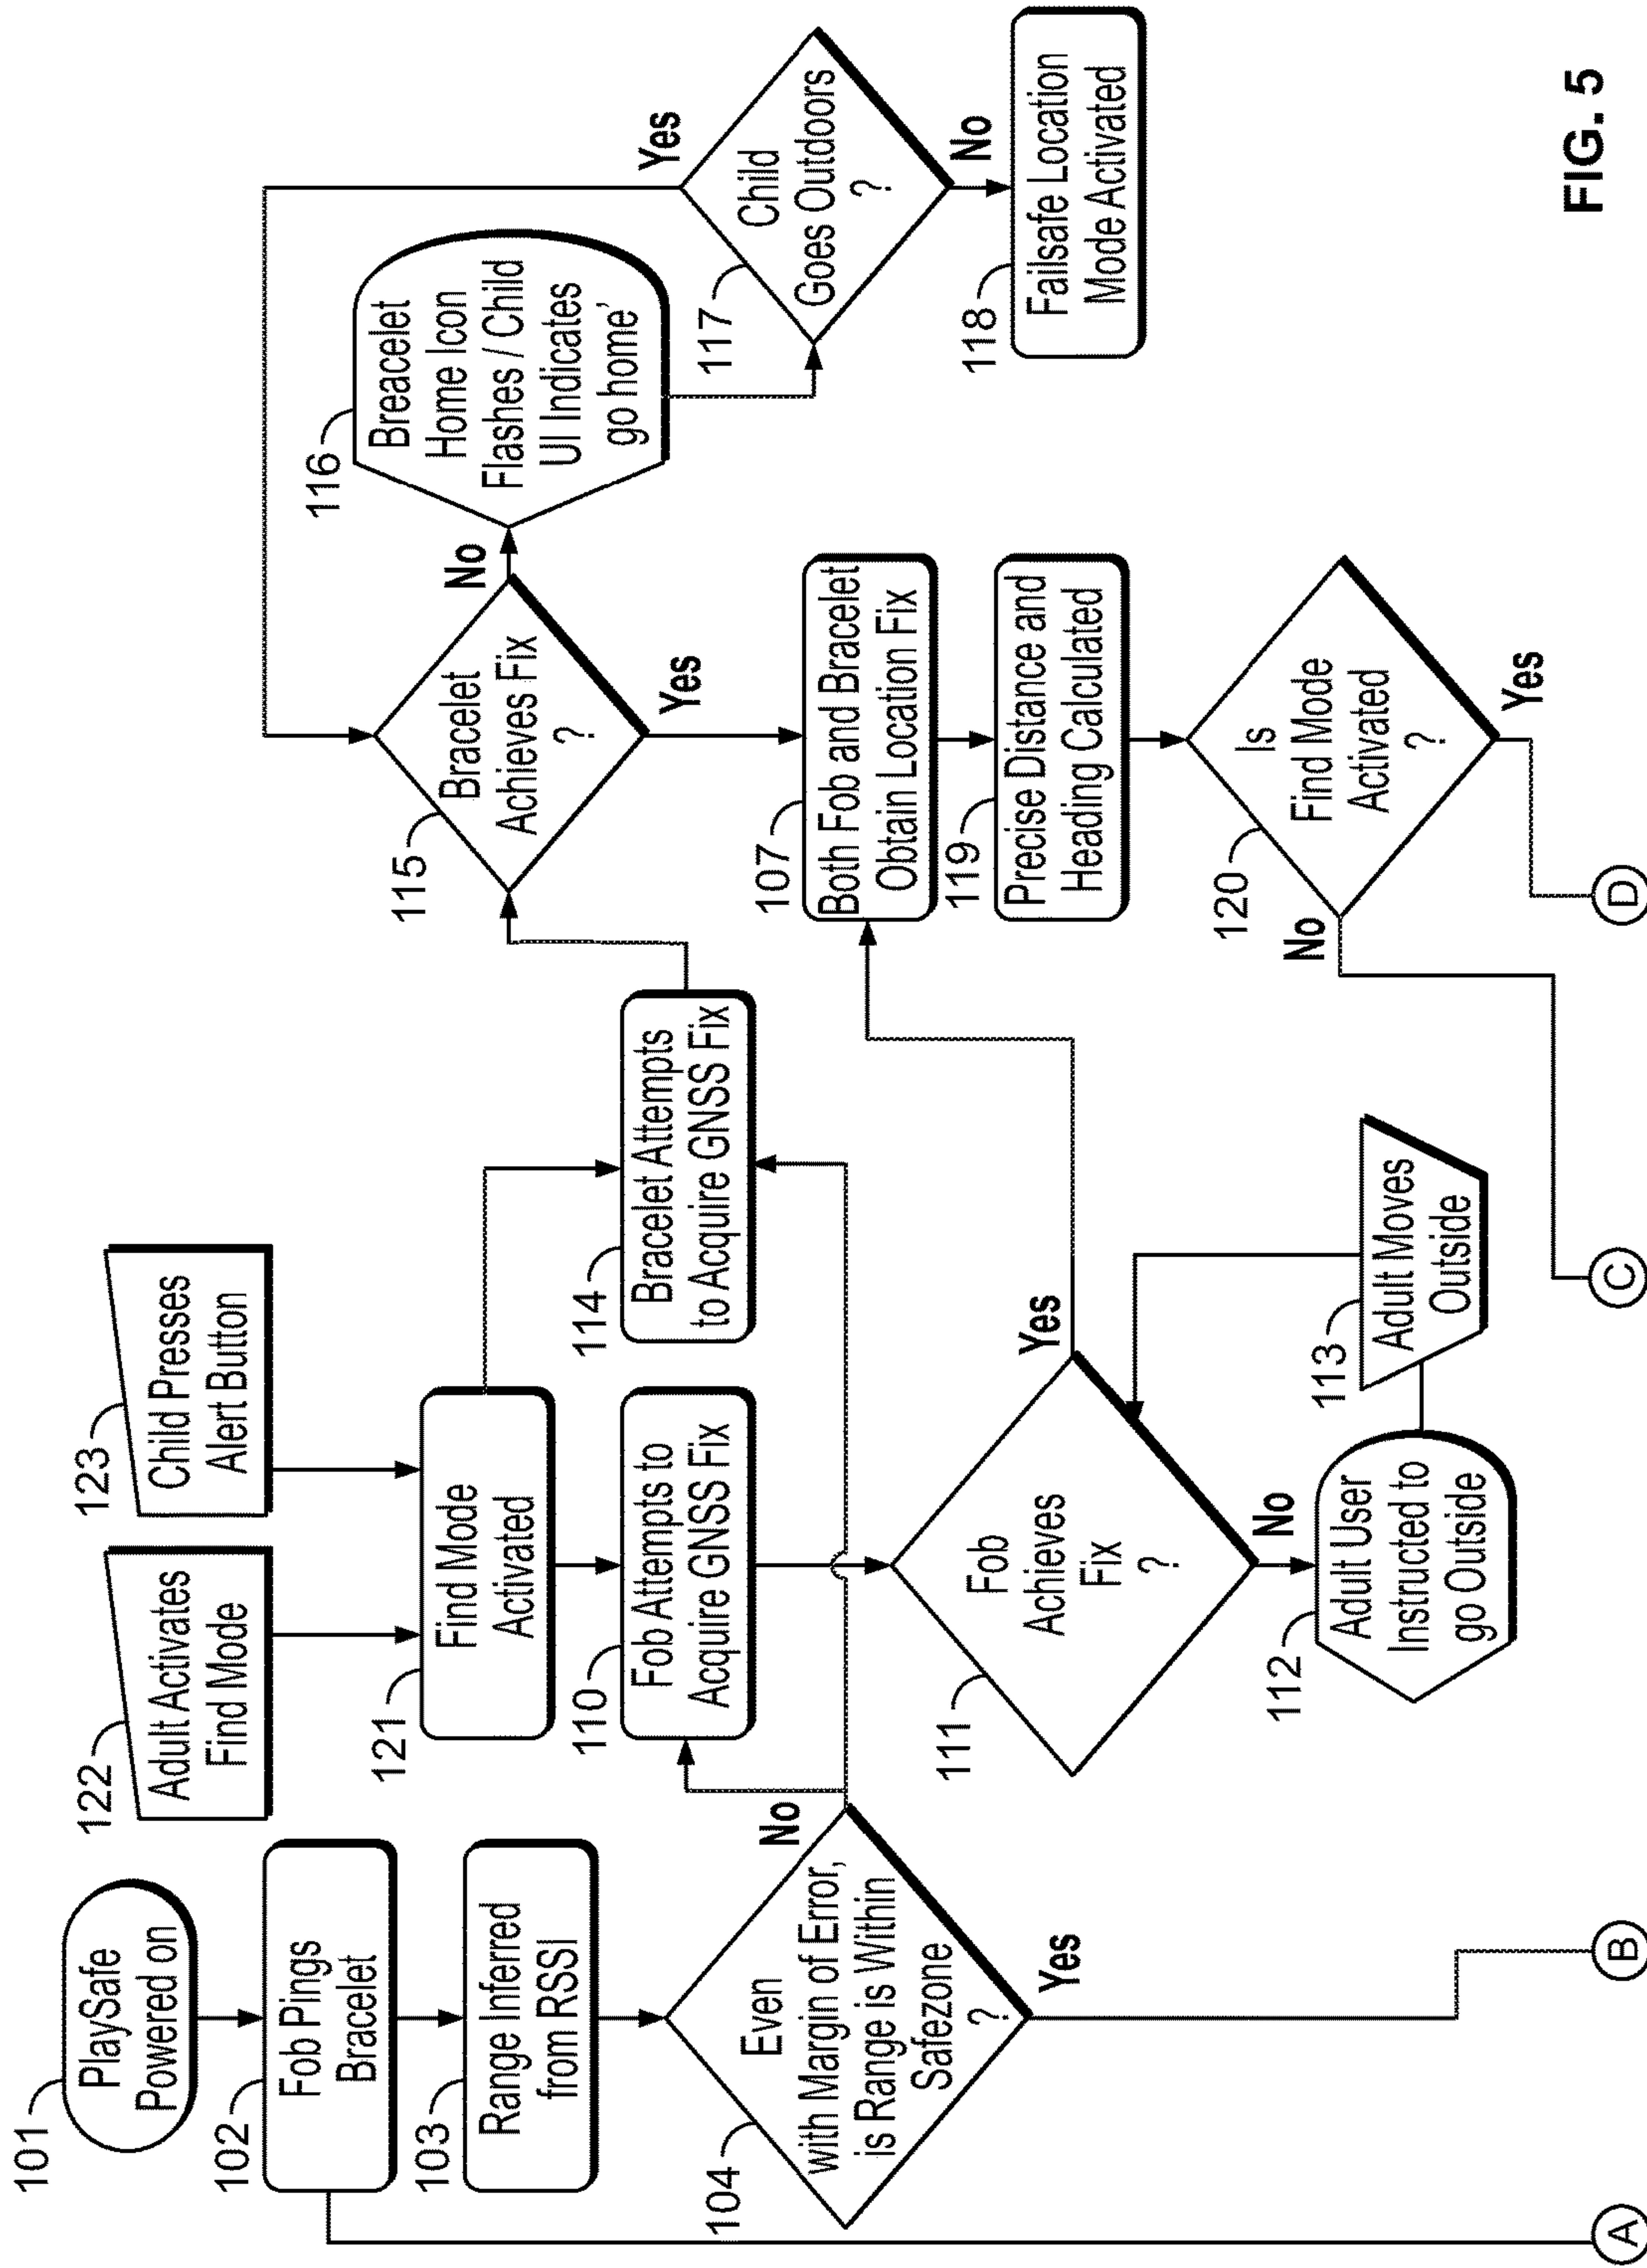 101
PlaySafe
Powered on
102
Fob Pings
Bracelet
103
Range Inferred
from RSSI
104
Even
with Margin of Error,
is Range is Within
Safezone
?
No
Yes
122
Adult Activates
Find Mode
123
Child Presses
Alert Button
121
Find Mode
Activated
110
Fob Attempts to
Acquire GNSS Fix
114
Bracelet Attempts
to Acquire GNSS Fix
111
Fob
Achieves
Fix
?
Yes
No
112
Adult User
Instructed to
go Outside
113
Adult Moves
Outside
115
Bracelet
Achieves Fix
?
No
Yes
116
Breacelet
Home Icon
Flashes / Child
UI Indicates
go home'
117
Child
Goes Outdoors
?
Yes
No
118
Failsafe Location
Mode Activated
107
Both Fob and Bracelet
Obtain Location Fix
119
Precise Distance and
Heading Calculated
120
Is
Find Mode
Activated
?
No
Yes
A
B
C
D
FIG. 5